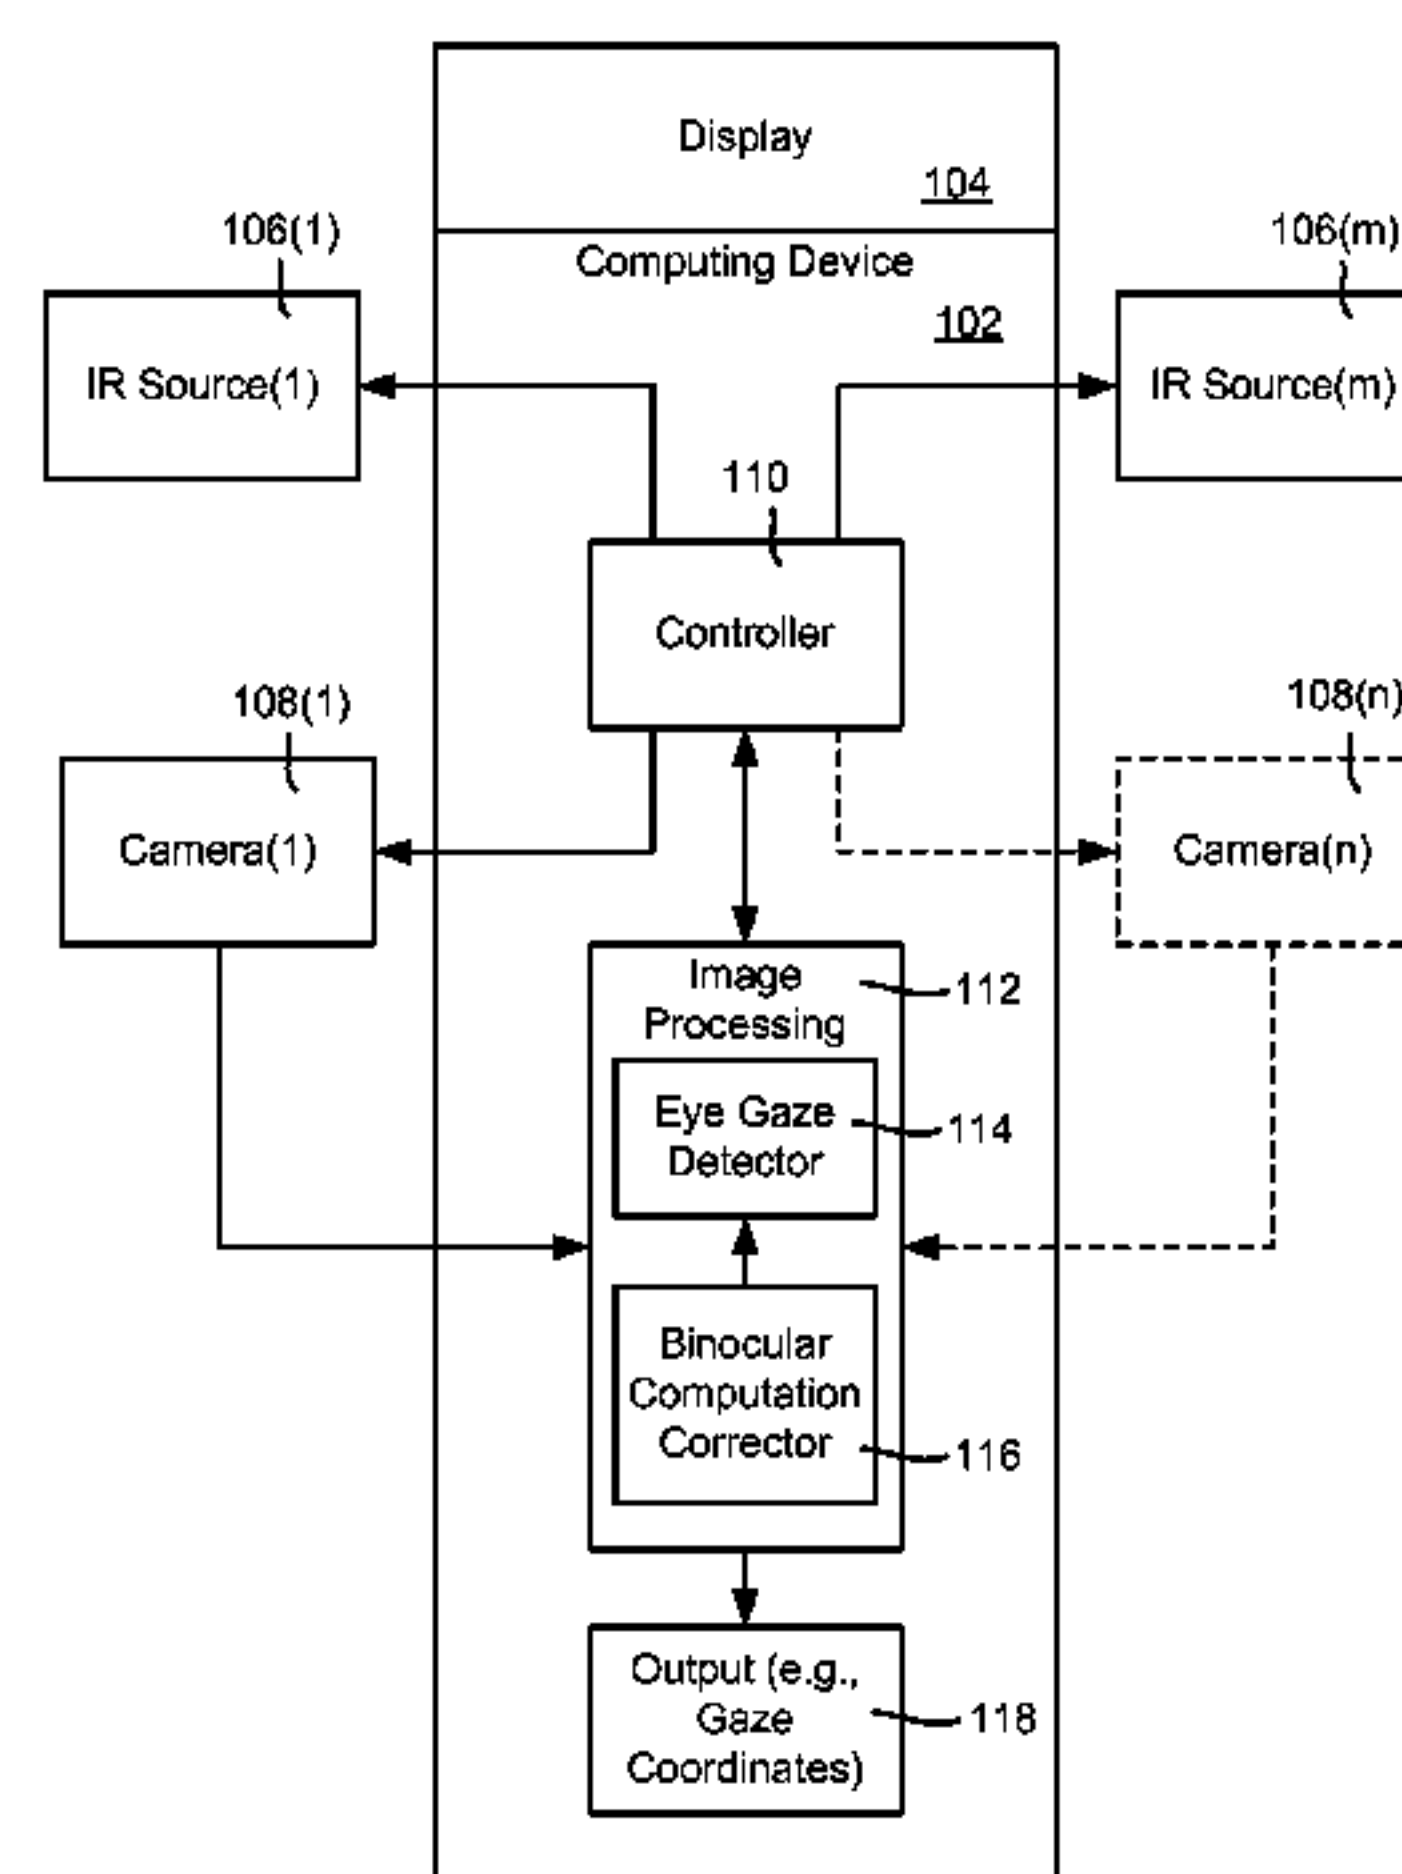 Display
104
106(1)
106(m)
Computing Device
102
IR Source(1)
IR Source(m)
110
Controller
108(1)
108(n)
Camera(1)
Camera(n)
Image
Processing
112
Eye Gaze
Detector
114
Binocular
Computation
Corrector
116
Output (e.g.,
Gaze
Coordinates)
118